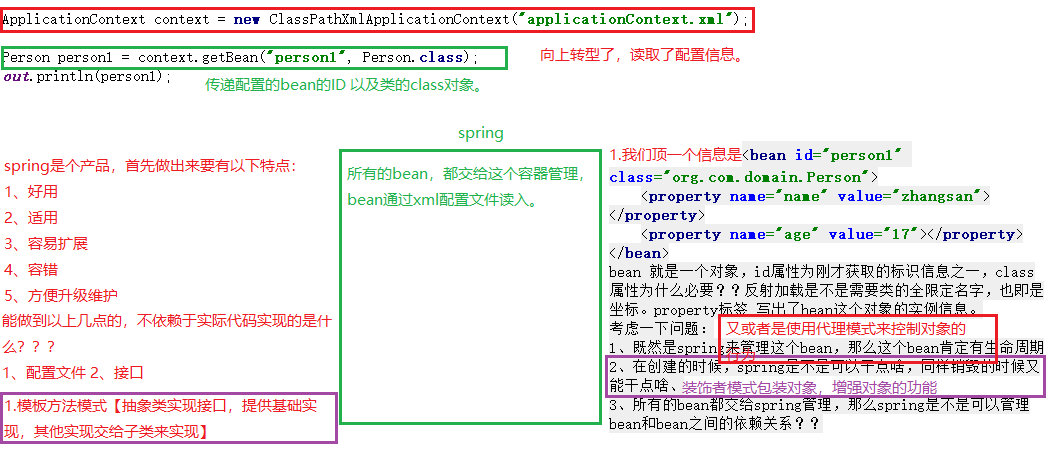 ApplicationContext context = new ClassPathXmlApplicationContext("applicationContext.xml");
向上转型了，读取了配置信息。
Person person1 = context.getBean("person1", Person.class);
out.println(person1);
传递配置的bean的ID 以及类的class对象。
spring
spring是个产品，首先做出来要有以下特点：
1、好用
2、适用
3、容易扩展
4、容错
5、方便升级维护
能做到以上几点的，不依赖于实际代码实现的是什
么？？？
1、配置文件 2、接口
1.模板方法模式【抽象类实现接口，提供基础实
现，其他实现交给子类来实现】
所有的bean，都交给这个容器管理，
bean通过xml配置文件读入。
1.我们顶一个信息是<bean id="person1"
class="org.com.domain.Person">
<property name="name" value="zhangsan">
</property>
<property name="age" value="17"></property>
</bean>
bean 就是一个对象，id属性为刚才获取的标识信息之一，class
属性为什么必要？？反射加载是不是需要类的全限定名字，也即是
坐标。property标签 写出了bean这个对象的实例信息。
考虑一下问题：
又或者是使用代理模式来控制对象的
行为
1、既然是spring来管理这个bean，那么这个bean肯定有生命周期
2、在创建的时候，spring是不是可以干点啥，同样销毁的时候又
能干点啥、装饰者模式包装对象，增强对象的功能
3、所有的bean都交给spring管理，那么spring是不是可以管理
bean和bean之间的依赖关系？？